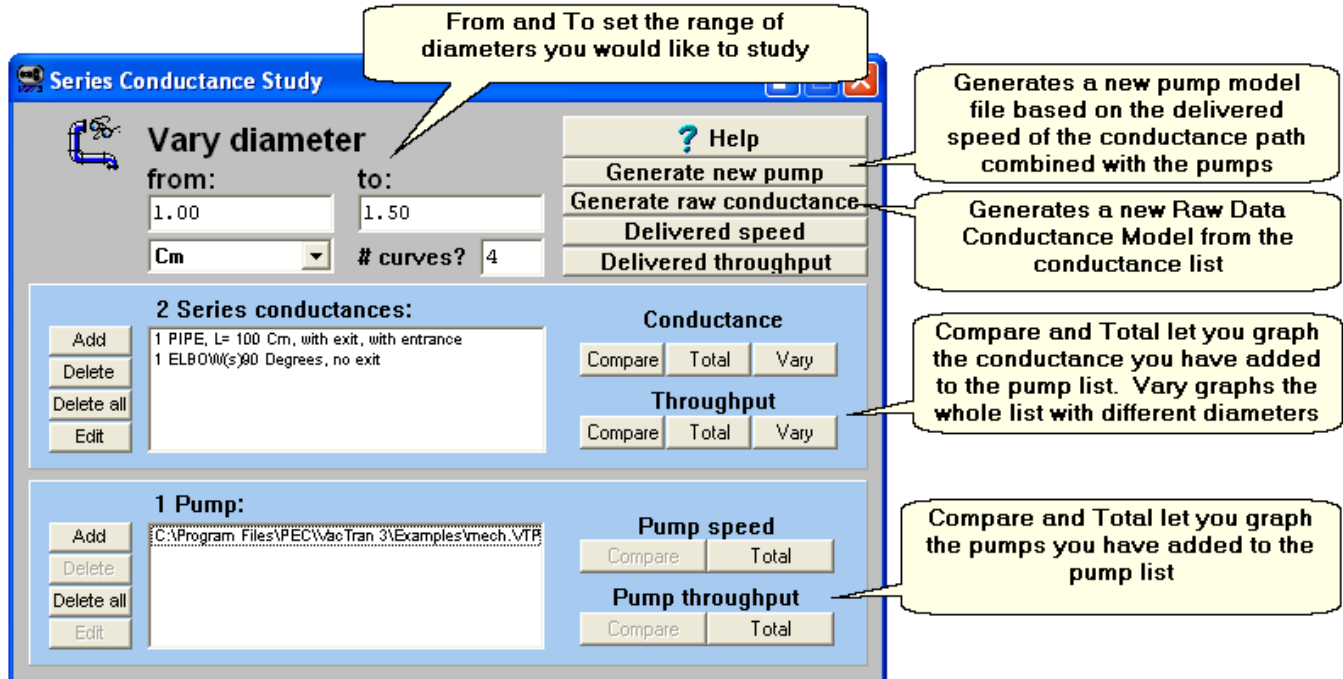 From and To set the range of
diameters you would like to study
Series Conductance Study
Vary diameter
from:
to:
1.00
1.50
Cm
# curves?
4
? Help
Generate new pump
Generate raw conductance
Delivered speed
Delivered throughput
Generates a new pump model
file based on the delivered
speed of the conductance path
combined with the pumps
Generates a new Raw Data
Conductance Model from the
conductance list
2 Series conductances:
Add
Delete
Delete all
Edit
1 PIPE, L= 100 Cm, with exit, with entrance
1 ELBOW(s)90 Degrees, no exit
Conductance
Compare
Total
Vary
Throughput
Compare
Total
Vary
Compare and Total let you graph
the conductance you have added
to the pump list. Vary graphs the
whole list with different diameters
1 Pump:
Add
Delete
Delete all
Edit
C:\Program Files\PEC\VacTran 3\Examples\mech.VTP
Pump speed
Compare
Total
Pump throughput
Compare
Total
Compare and Total let you graph
the pumps you have added to the
pump list